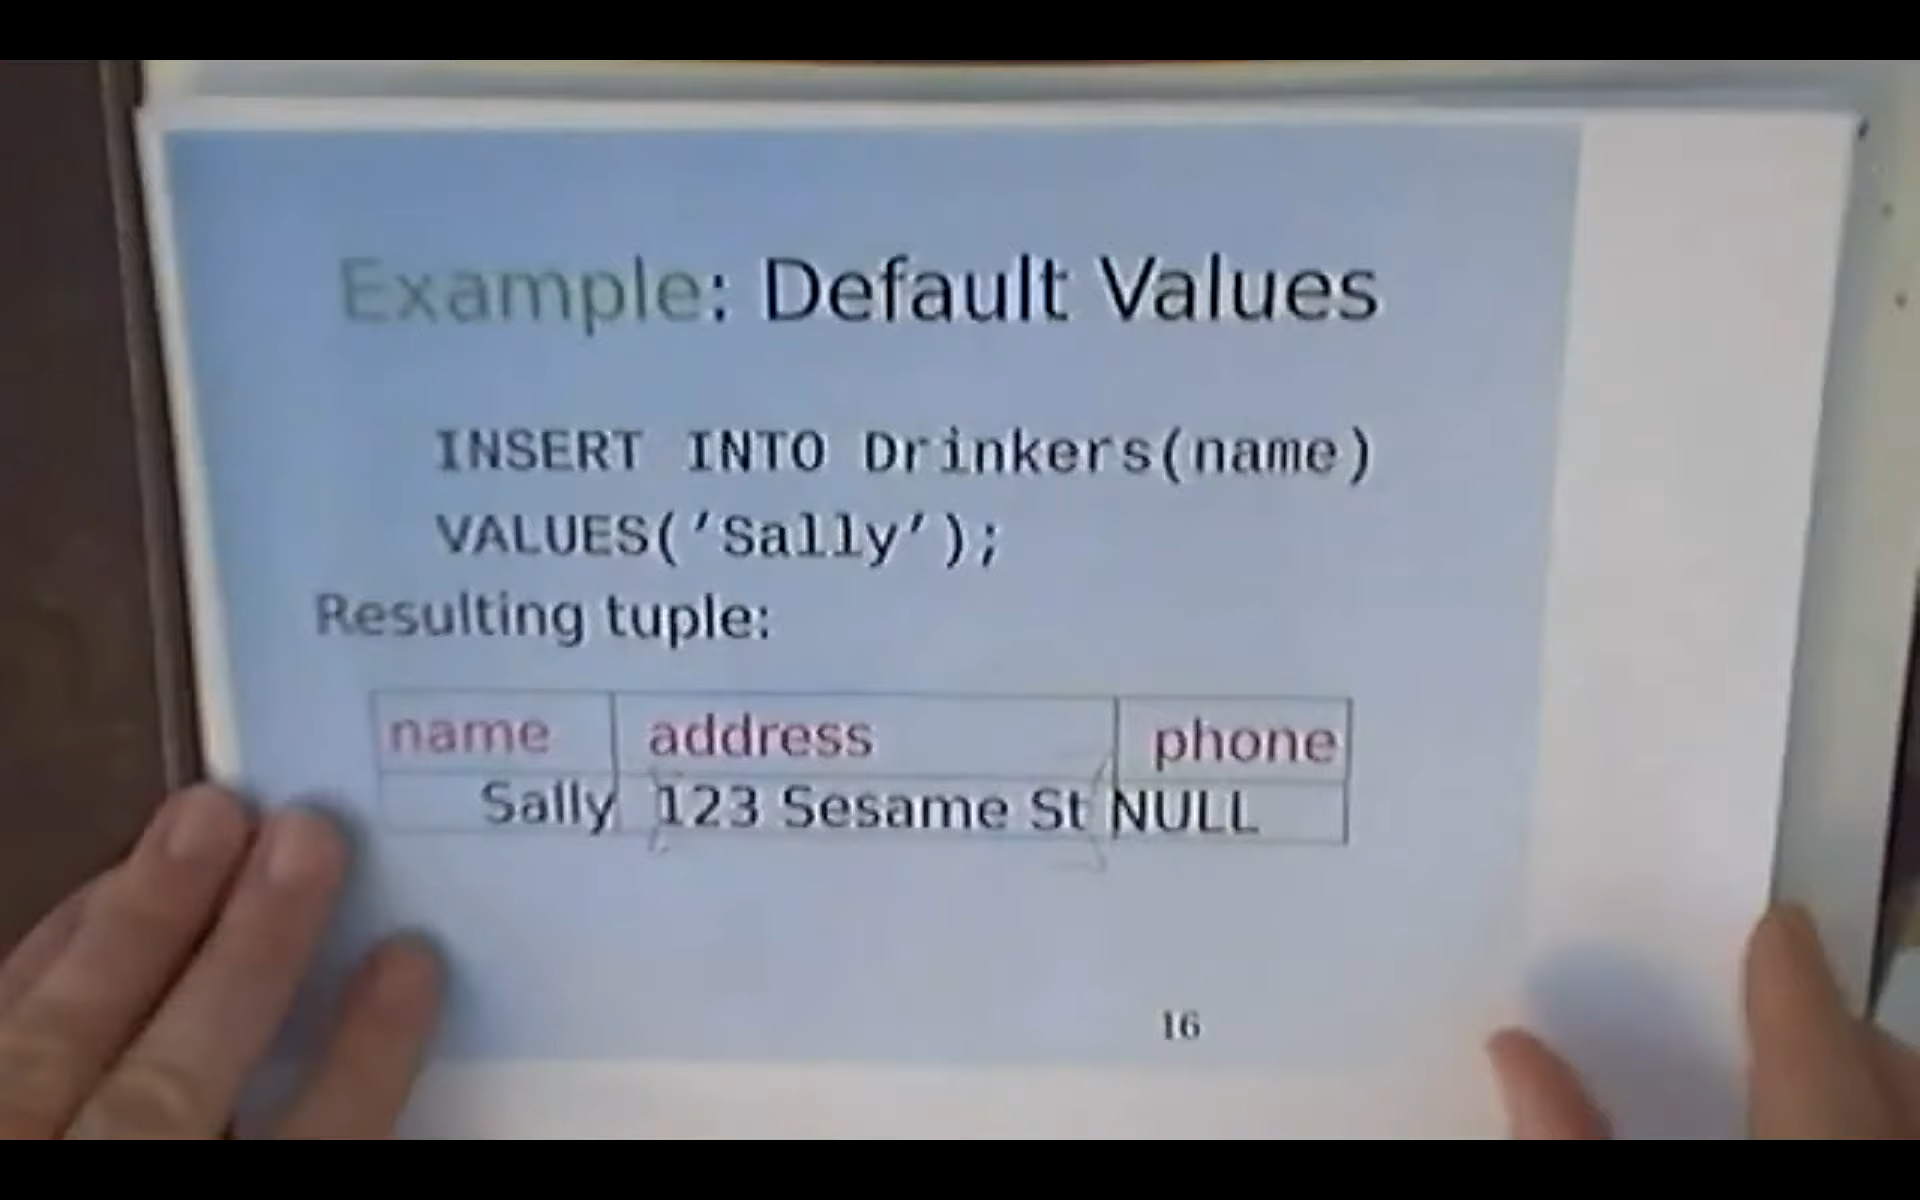 Example: Default Values
INSERT INTO Drinkers(name)
VALUES(’Sally’);
Resulting tuple:
name address phone
Sally 123 Sesame St NULL
16